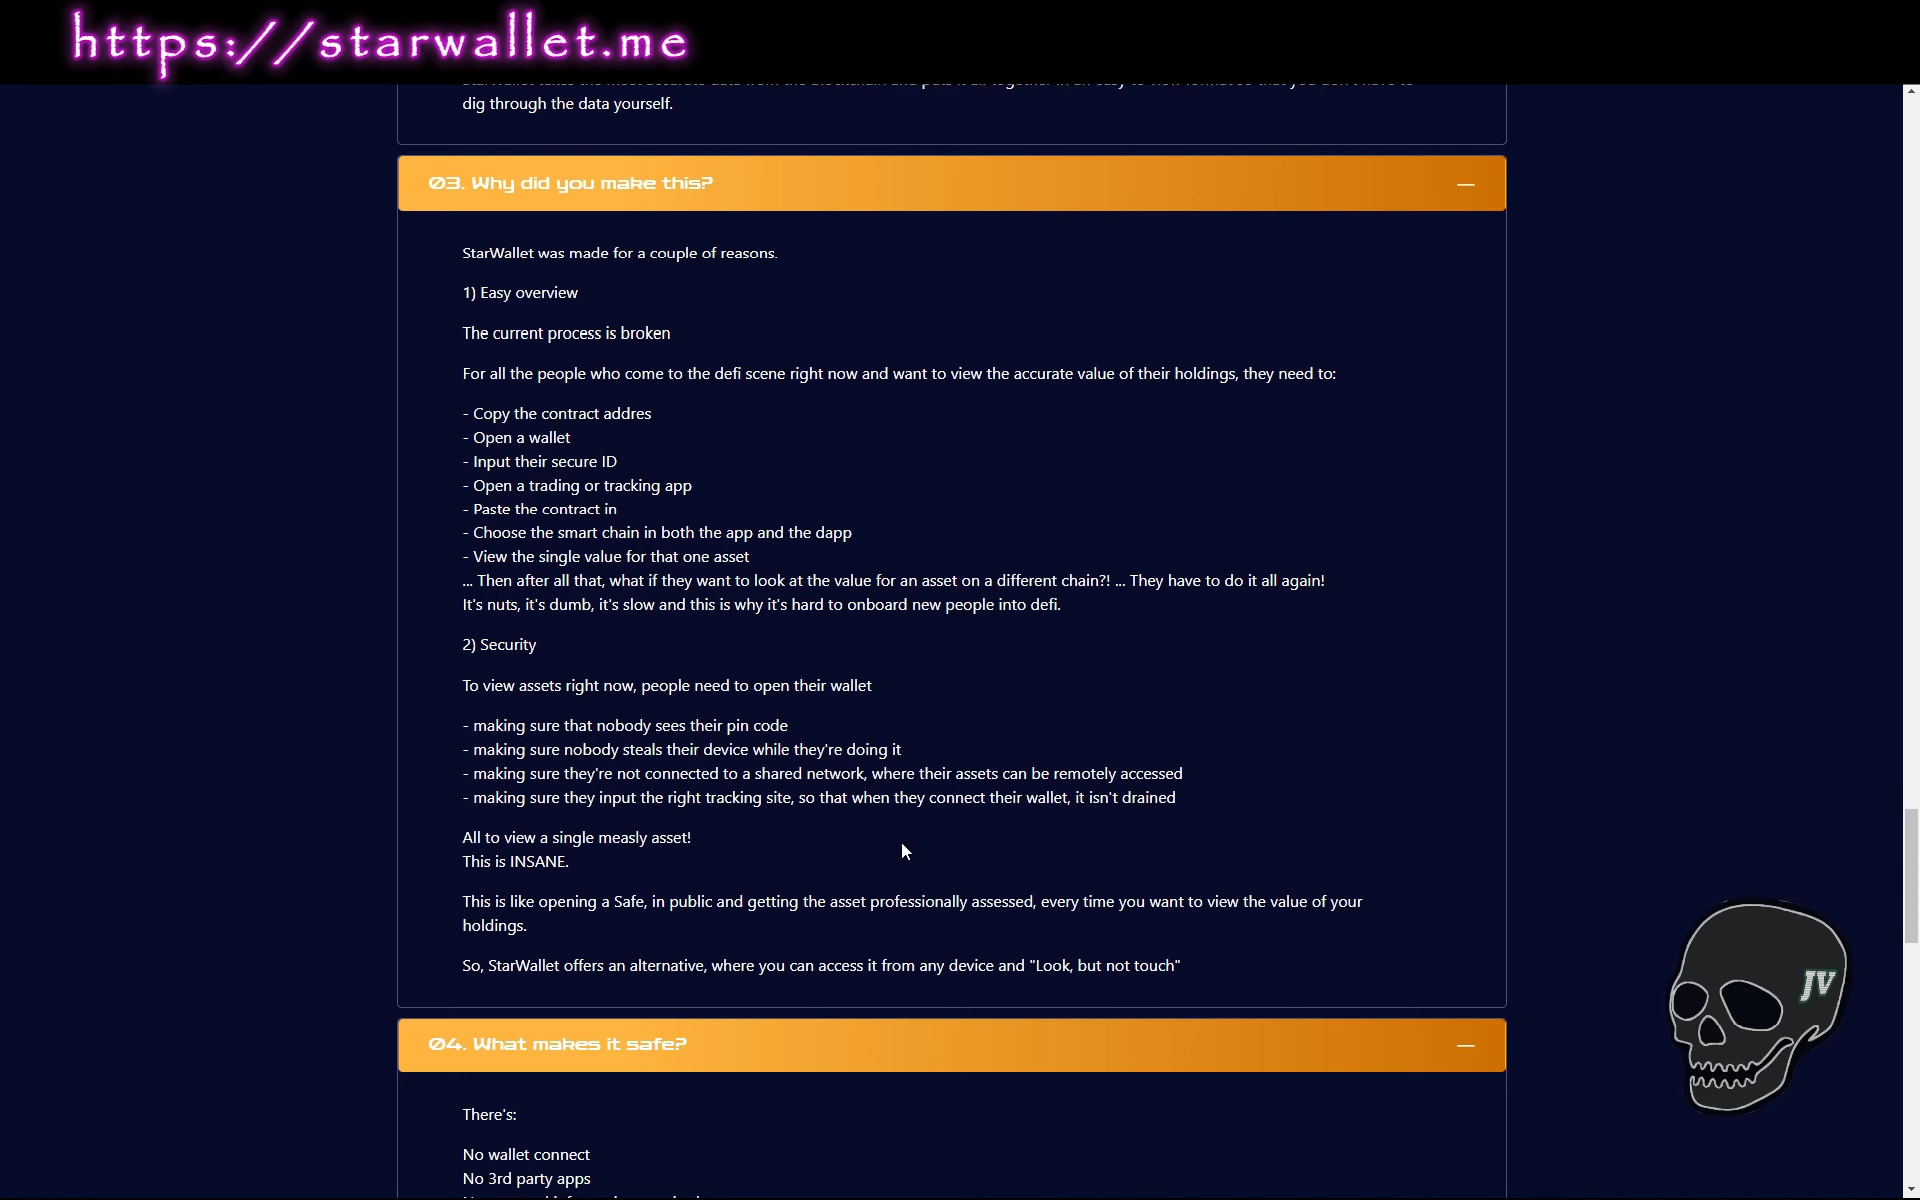 https://starwallet.me
dig through the data yourself.
03. Why did you make this?
StarWallet was made for a couple of reasons.
1) Easy overview
The current process is broken
For all the people who come to the defi scene right now and want to view the accurate value of their holdings, they need to:
- Copy the contract addres
- Open a wallet
- Input their secure ID
- Open a trading or tracking app
- Paste the contract in
- Choose the smart chain in both the app and the dapp
- View the single value for that one asset
... Then after all that, what if they want to look at the value for an asset on a different chain?! ... They have to do it all again!
It's nuts, it's dumb, it's slow and this is why it's hard to onboard new people into defi.
2) Security
To view assets right now, people need to open their wallet
- making sure that nobody sees their pin code
- making sure nobody steals their device while they're doing it
- making sure they're not connected to a shared network, where their assets can be remotely accessed
- making sure they input the right tracking site, so that when they connect their wallet, it isn't drained
All to view a single measly asset!
This is INSANE.
This is like opening a Safe, in public and getting the asset professionally assessed, every time you want to view the value of your
holdings.
So, StarWallet offers an alternative, where you can access it from any device and "Look, but not touch"
JV
04. What makes it safe?
There's:
No wallet connect
No 3rd party apps